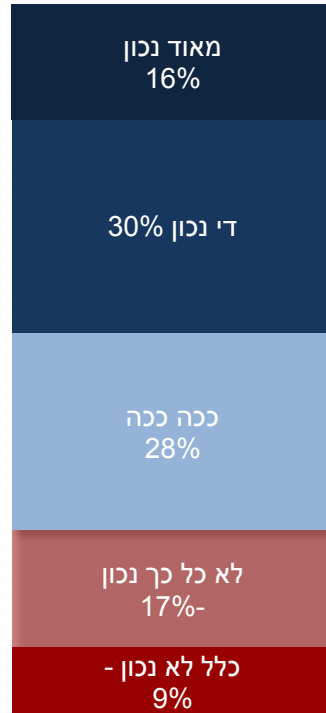 מאוד נכון
16%
די נכון 30%
ככה ככה
28%
לא כל כך נכון
-17%
כלל לא נכון -
9%